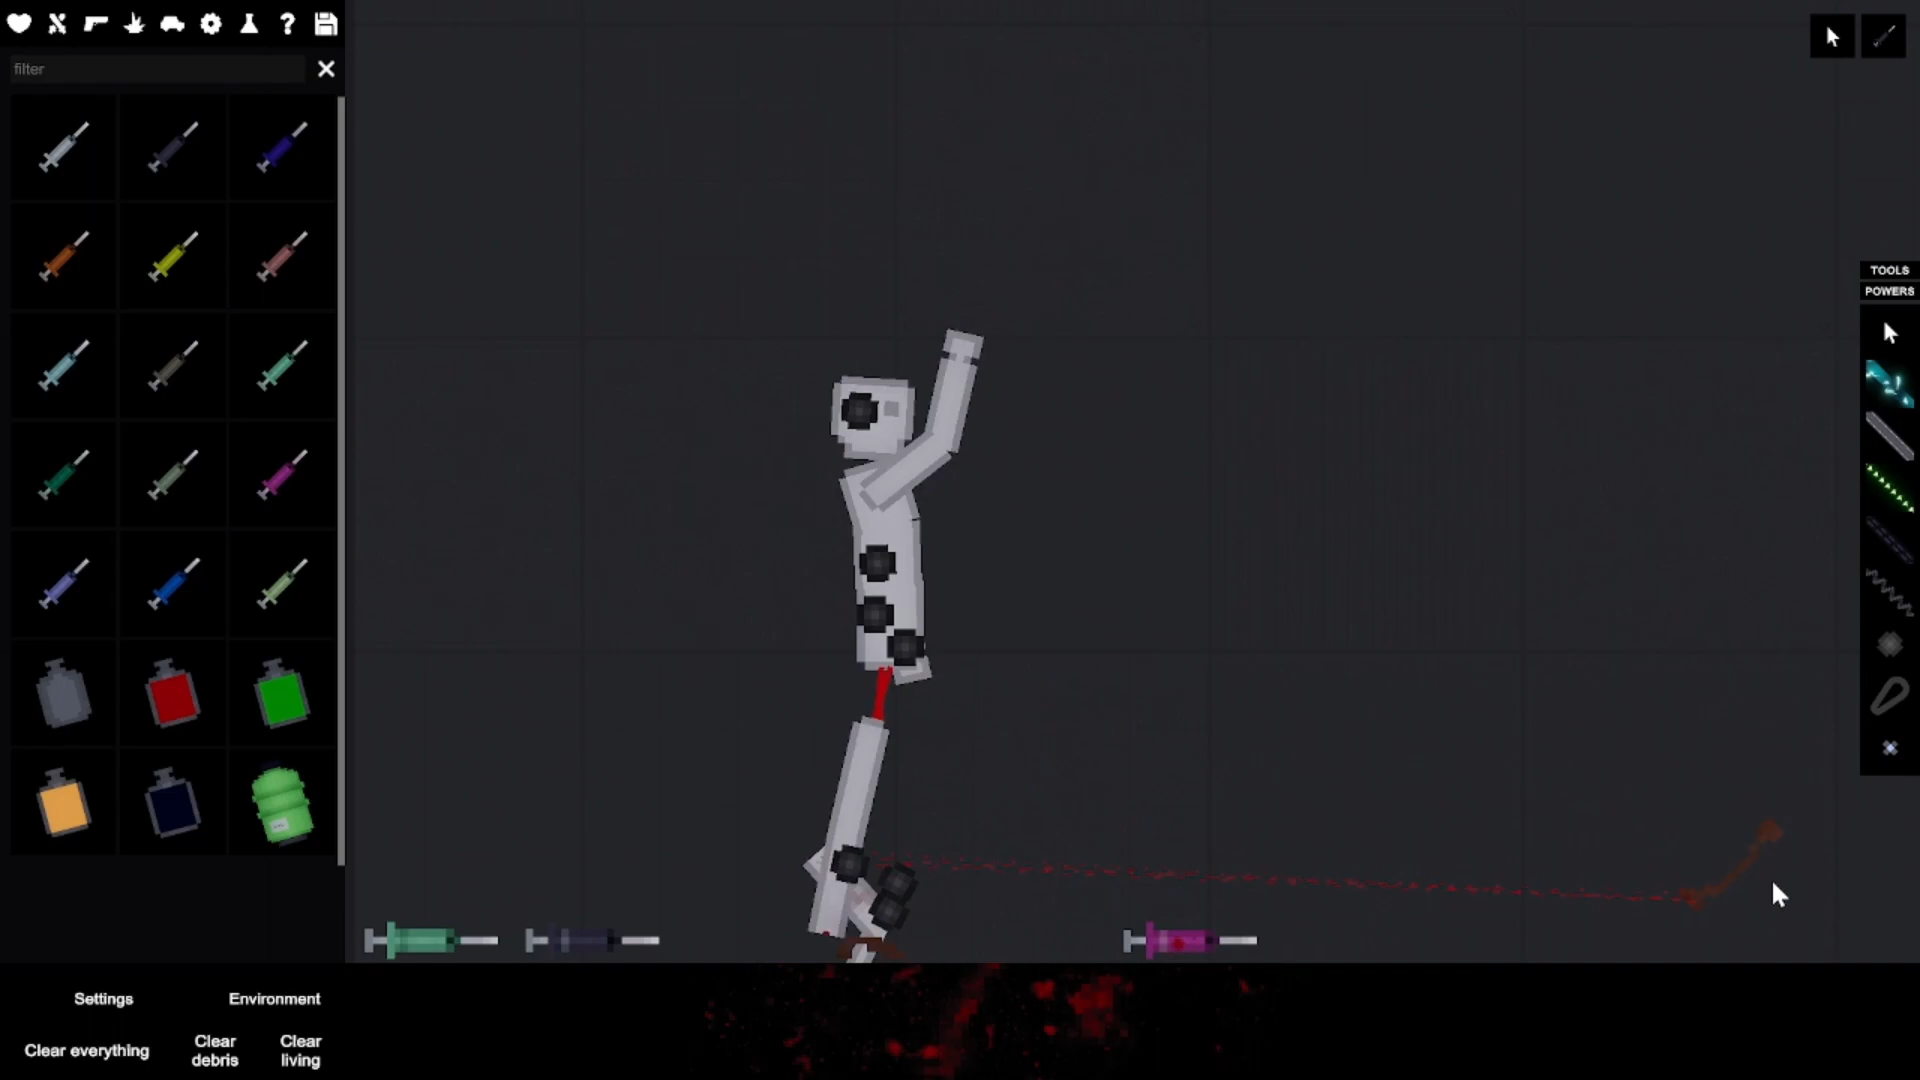 filter
TOOLS
POWERS
Settings
Environment
Clear everything
Clear
debris
Clear
living